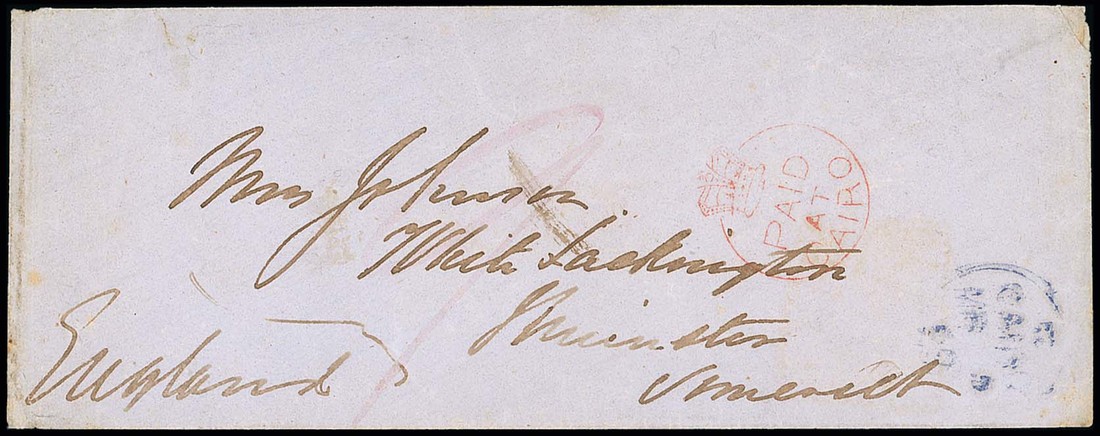 Mrs Johnson
White Lackington
Ilminster
Somerset
England
PAID
AT
CAIRO